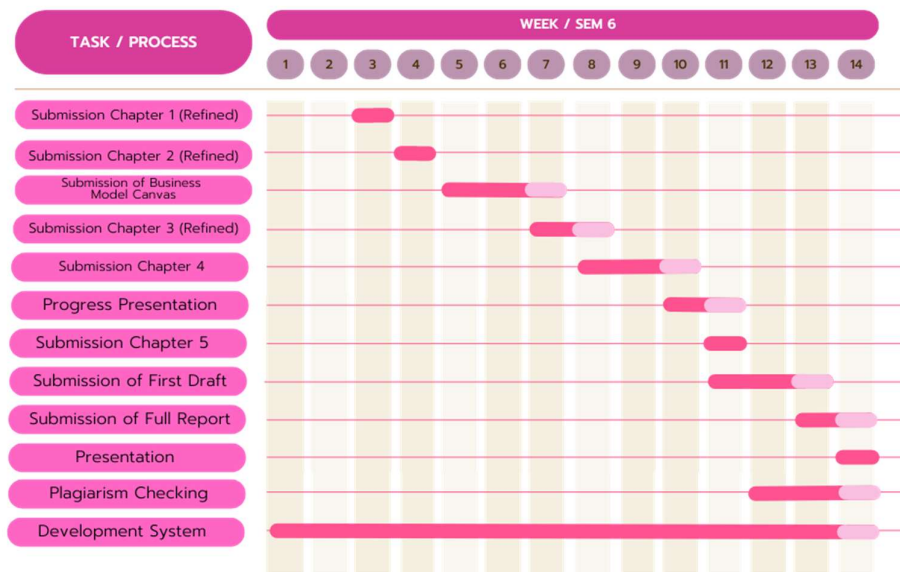 TASK / PROCESS
WEEK / SEM 6
1 2 3 4 5 6 7 8 9 10 11 12 13 14
Submission Chapter 1 (Refined)
Submission Chapter 2 (Refined)
Submission of Business
Model Canvas
Submission Chapter 3 (Refined)
Submission Chapter 4
Progress Presentation
Submission Chapter 5
Submission of First Draft
Submission of Full Report
Presentation
Plagiarism Checking
Development System